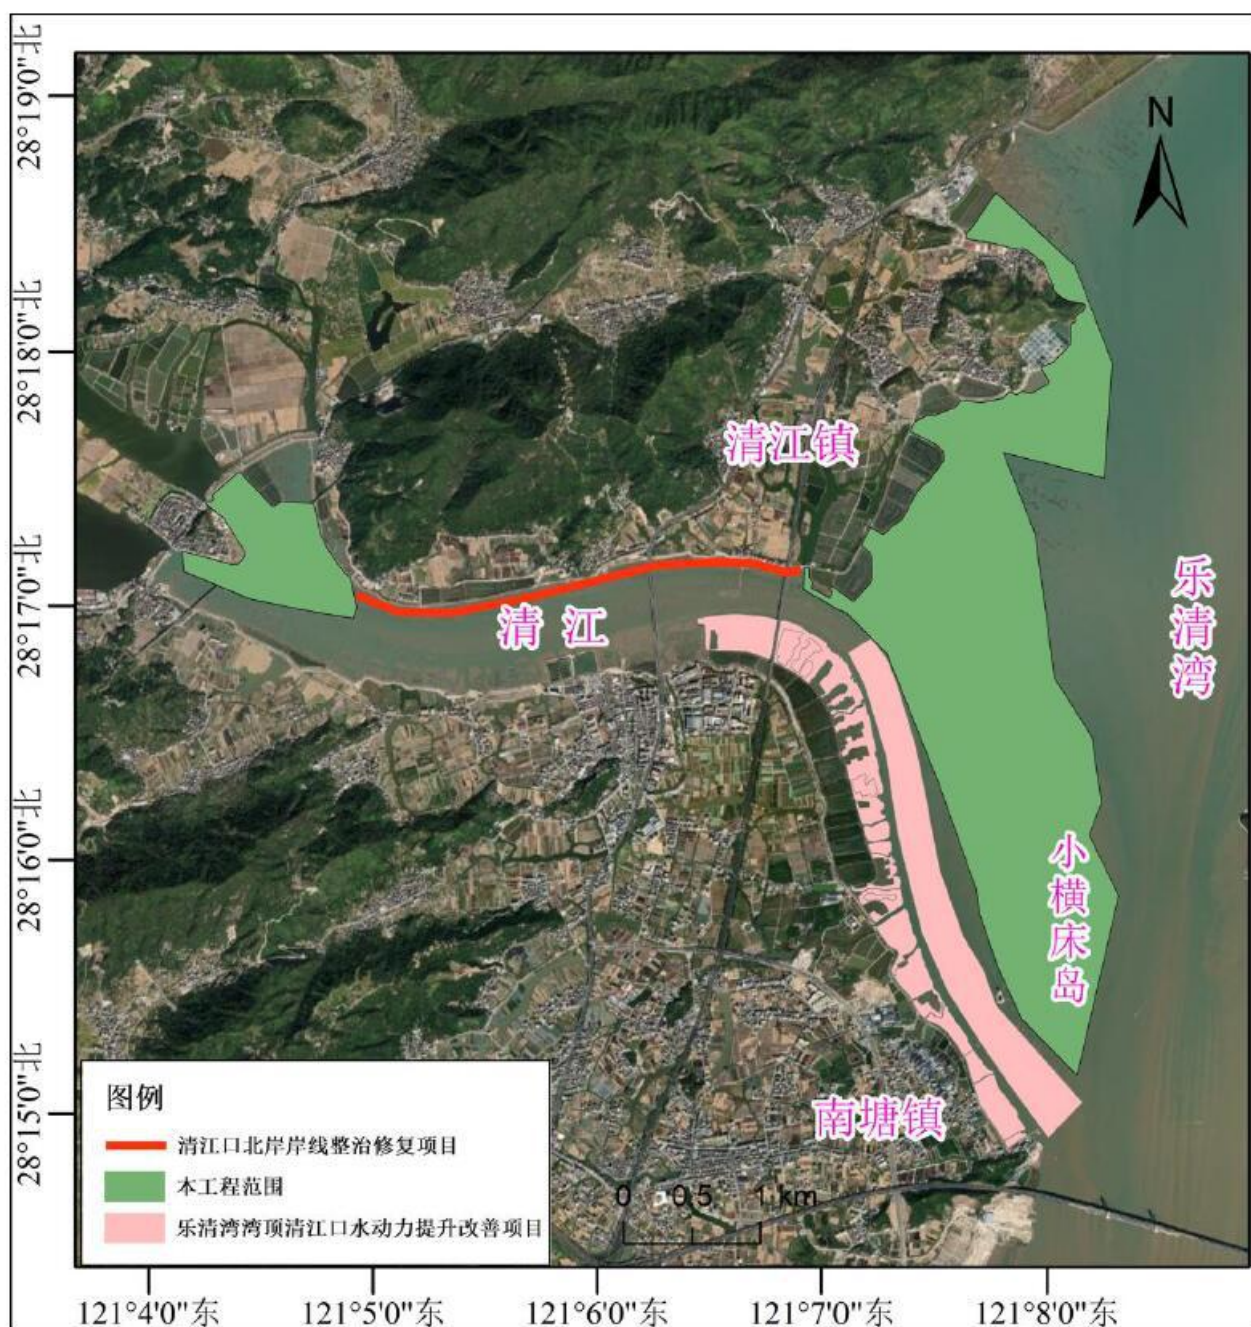 N
28°19'0"北
28°18'0"北
28°17'0"北
28°16'0"北
28°15'0"北
清江镇
清 江
乐清湾
小横床岛
南塘镇
图例
清江口北岸岸线整治修复项目
本工程范围
乐清湾湾顶清江口水动力提升改善项目
0 0.5 1 km
121°4'0"东 121°5'0"东 121°6'0"东 121°7'0"东 121°8'0"东